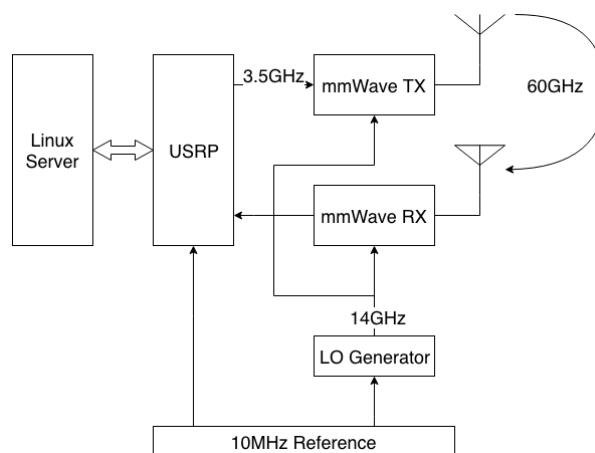 3.5GHz
mmWave TX
60GHz
Linux
Server
USRP
mmWave RX
14GHz
LO Generator
10MHz Reference